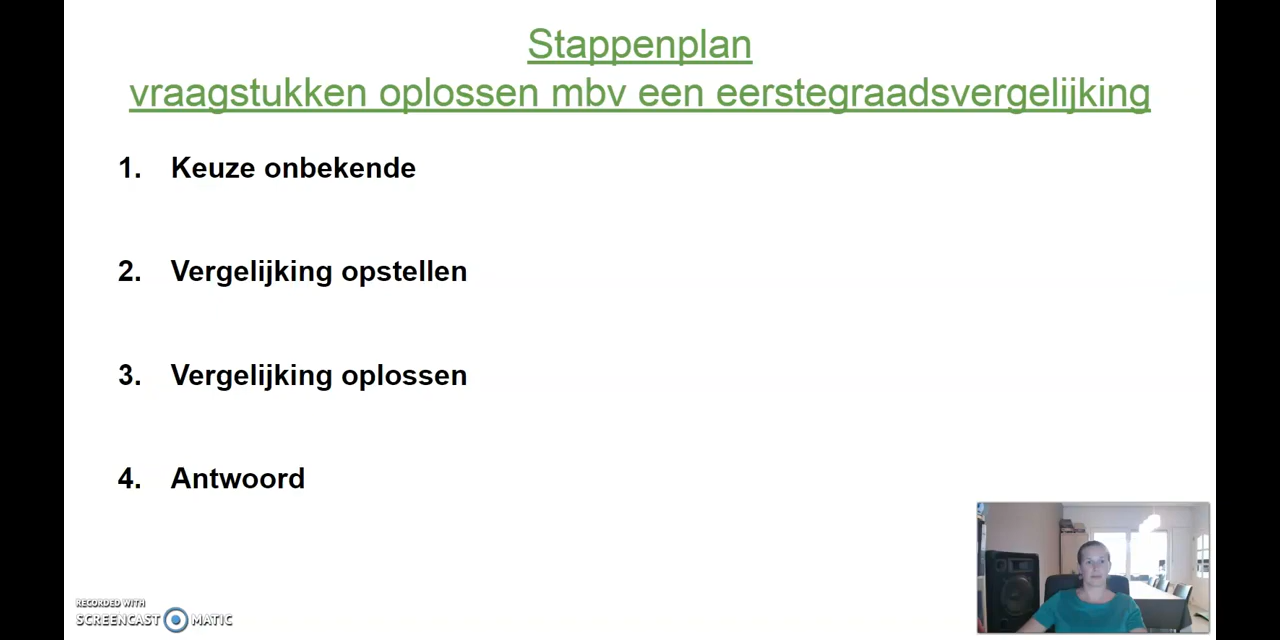 Stappenplan
vraagstukken oplossen mbv een eerstegraadsvergelijking
1. Keuze onbekende
2. Vergelijking opstellen
3. Vergelijking oplossen
4. Antwoord
RECORDED WITH
SCREENCAST MATIC